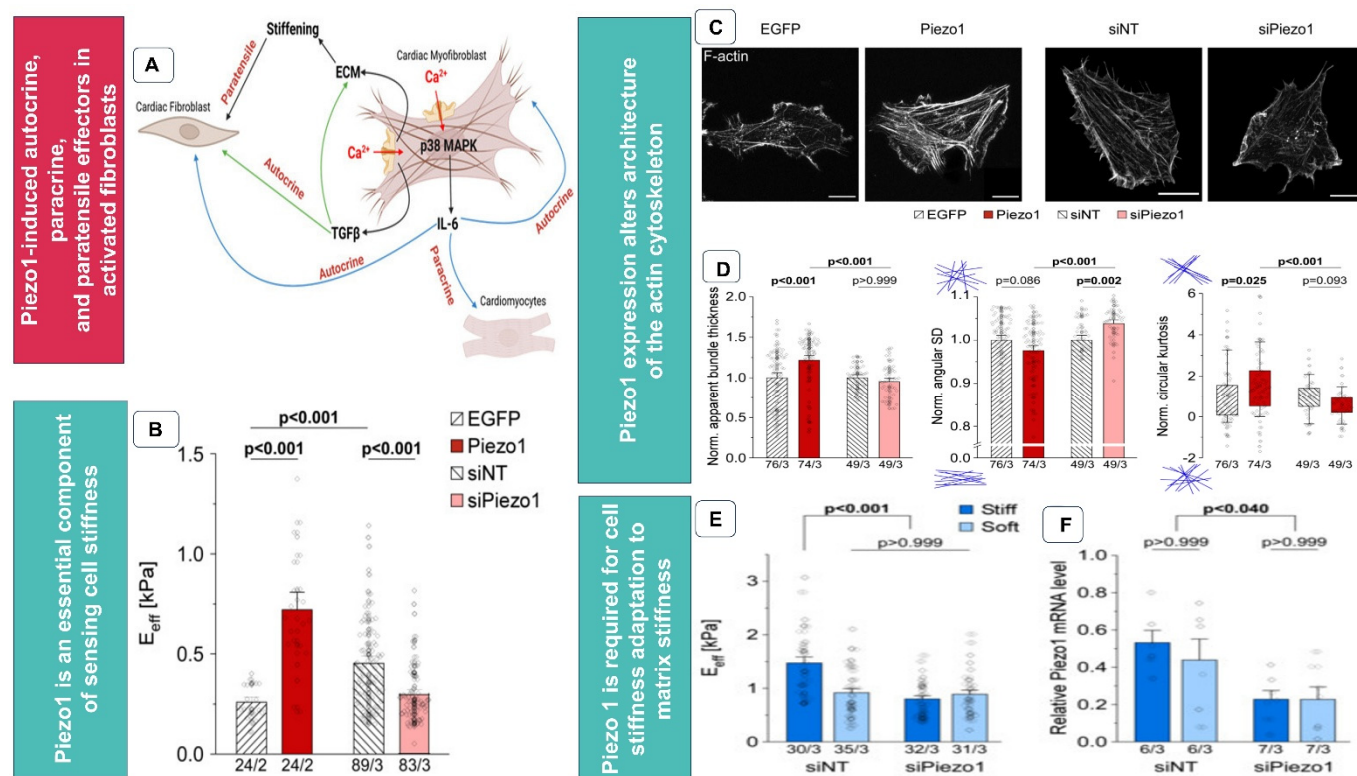 Piezo1-induced autocrine,
paracrine,
and paratensile effectors in
activated fibroblasts
A
Stiffening
Paratensile
ECM
Cardiac Myofibroblast
Ca²⁺
Cardiac Fibroblast
p38 MAPK
Ca²⁺
Autocrine
Autocrine
TGFβ
IL-6
Autocrine
Paracrine
Cardiomyocytes
Piezo1 is an essential component
of sensing cell stiffness
B
p<0.001
p<0.001
p<0.001
EGFP
Piezo1
siNT
siPiezo1
E_eff [kPa]
1.5
1.0
0.5
0.0
24/2 24/2 89/3 83/3
Piezo1 expression alters architecture
of the actin cytoskeleton
C
EGFP Piezo1 siNT siPiezo1
F-actin
EGFP Piezo1 siNT siPiezo1
D
p<0.001
p<0.001 p>0.999
Norm. apparent bundle thickness
2.0
1.5
1.0
0.5
0.0
76/3 74/3 49/3 49/3
p<0.001
p=0.086 p=0.002
Norm. angular SD
1.1
1.0
0.9
0.8
0.0
76/3 74/3 49/3 49/3
p<0.001
p=0.025 p=0.093
Norm. circular kurtosis
6
4
2
0
-2
76/3 74/3 49/3 49/3
Piezo 1 is required for cell
stiffness adaptation to
matrix stiffness
E
p<0.001
Stiff
Soft
p>0.999
E_eff [kPa]
3
2
1
0
30/3 35/3 32/3 31/3
siNT siPiezo1
F
p<0.040
p>0.999 p>0.999
Relative Piezo1 mRNA level
1.0
0.8
0.6
0.4
0.2
0.0
6/3 6/3 7/3 7/3
siNT siPiezo1